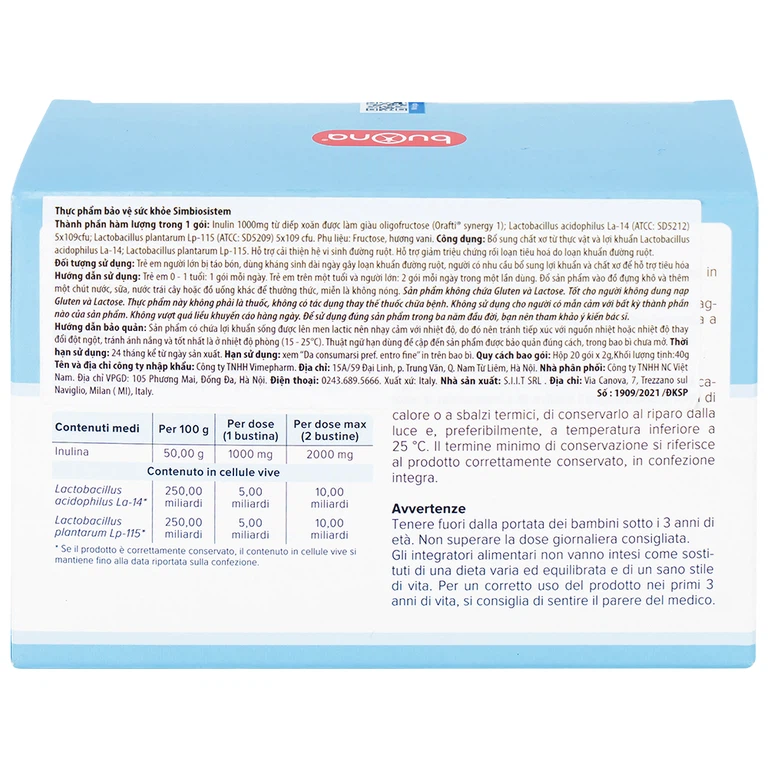 buona
Thực phẩm bảo vệ sức khỏe Simbiosistem
Thành phần hàm lượng trong 1 gói: Inulin 1000mg từ diếp xoăn được làm giàu oligofructose (Orafti® synergy 1); Lactobacillus acidophilus La-14 (ATCC: SD5212)
5x109cfu; Lactobacillus plantarum Lp-115 (ATCC: SD5209) 5x109 cfu. Phụ liệu: Fructose, hương vani. Công dụng: Bổ sung chất xơ từ thực vật và lợi khuẩn Lactobacillus
acidophilus La-14; Lactobacillus plantarum Lp-115. Hỗ trợ cải thiện hệ vi sinh đường ruột. Hỗ trợ giảm triệu chứng rối loạn tiêu hoá do loạn khuẩn đường ruột.
Đối tượng sử dụng: Trẻ em người lớn bị táo bón, dùng kháng sinh dài ngày gây loạn khuẩn đường ruột, người có nhu cầu bổ sung lợi khuẩn và chất xơ để hỗ trợ tiêu hóa
Hướng dẫn sử dụng: Trẻ em 0 - 1 tuổi: 1 gói mỗi ngày. Trẻ em trên một tuổi và người lớn: 2 gói mỗi ngày trong một lần dùng. Đổ sản phẩm vào đồ đựng khô và thêm
một chút nước, sữa, nước trái cây hoặc đồ uống khác để thưởng thức, miễn là không nóng. Sản phẩm không chứa Gluten và Lactose. Tốt cho người không dung nạp
Gluten và Lactose. Thực phẩm này không phải là thuốc, không có tác dụng thay thế thuốc chữa bệnh. Không sử dụng cho người có mẫn cảm với bất kỳ thành phần
nào của sản phẩm. Không vượt quá liều khuyến cáo hàng ngày. Để sử dụng đúng sản phẩm trong ba năm đầu đời, bạn nên tham khảo ý kiến bác sĩ.
Hướng dẫn bảo quản: Sản phẩm có chứa lợi khuẩn sống được lên men lactic nên nhạy cảm với nhiệt độ, do đó nên tránh tiếp xúc với nguồn nhiệt hoặc nhiệt độ thay
đổi đột ngột, tránh ánh nắng và tốt nhất là ở nhiệt độ phòng (15 - 25°C). Thuật ngữ hạn dùng đề cập đến sản phẩm được bảo quản đúng cách, trong bao bì chưa mở. Thời
hạn sử dụng: 24 tháng kể từ ngày sản xuất. Hạn sử dụng: xem "Da consumarsi pref. entro fine" in trên bao bì. Quy cách bao gói: Hộp 20 gói x 2g,Khối lượng tịnh:40g
Tên và địa chỉ công ty nhập khẩu: Công ty TNHH Vimepharm. Địa chỉ: 15A/59 Đại Linh, p. Trung Văn, Q. Nam Từ Liêm, Hà Nội. Nhà phân phối: Công ty TNHH NC Việt
Nam. Địa chỉ VPGD: 105 Phương Mai, Đống Đa, Hà Nội. Điện thoại: 0243.689.5666. Xuất xứ: Italy. Nhà sản xuất: S.I.I.T SRL . Địa chỉ: Via Canova, 7, Trezzano sul
Naviglio, Milan ( MI), Italy.
Số : 1909/2021 /ĐKSP
in
ag-
a a
ca-
di
calore o a sbalzi termici, di conservarlo al riparo dalla
luce e, preferibilmente, a temperatura inferiore a
25 °C. Il termine minimo di conservazione si riferisce
al prodotto correttamente conservato, in confezione
integra.
Contenuti medi Per 100 g Per dose (1 bustina) Per dose max (2 bustine)
Inulina 50,00 g 1000 mg 2000 mg
Contenuto in cellule vive
Lactobacillus acidophilus La-14* 250,00 miliardi 5,00 miliardi 10,00 miliardi
Lactobacillus plantarum Lp-115* 250,00 miliardi 5,00 miliardi 10,00 miliardi
* Se il prodotto è correttamente conservato, il contenuto in cellule vive si
mantiene fino alla data riportata sulla confezione.
Avvertenze
Tenere fuori dalla portata dei bambini sotto i 3 anni di
età. Non superare la dose giornaliera consigliata.
Gli integratori alimentari non vanno intesi come sosti-
tuti di una dieta varia ed equilibrata e di un sano stile
di vita. Per un corretto uso del prodotto nei primi 3
anni di vita, si consiglia di sentire il parere del medico.